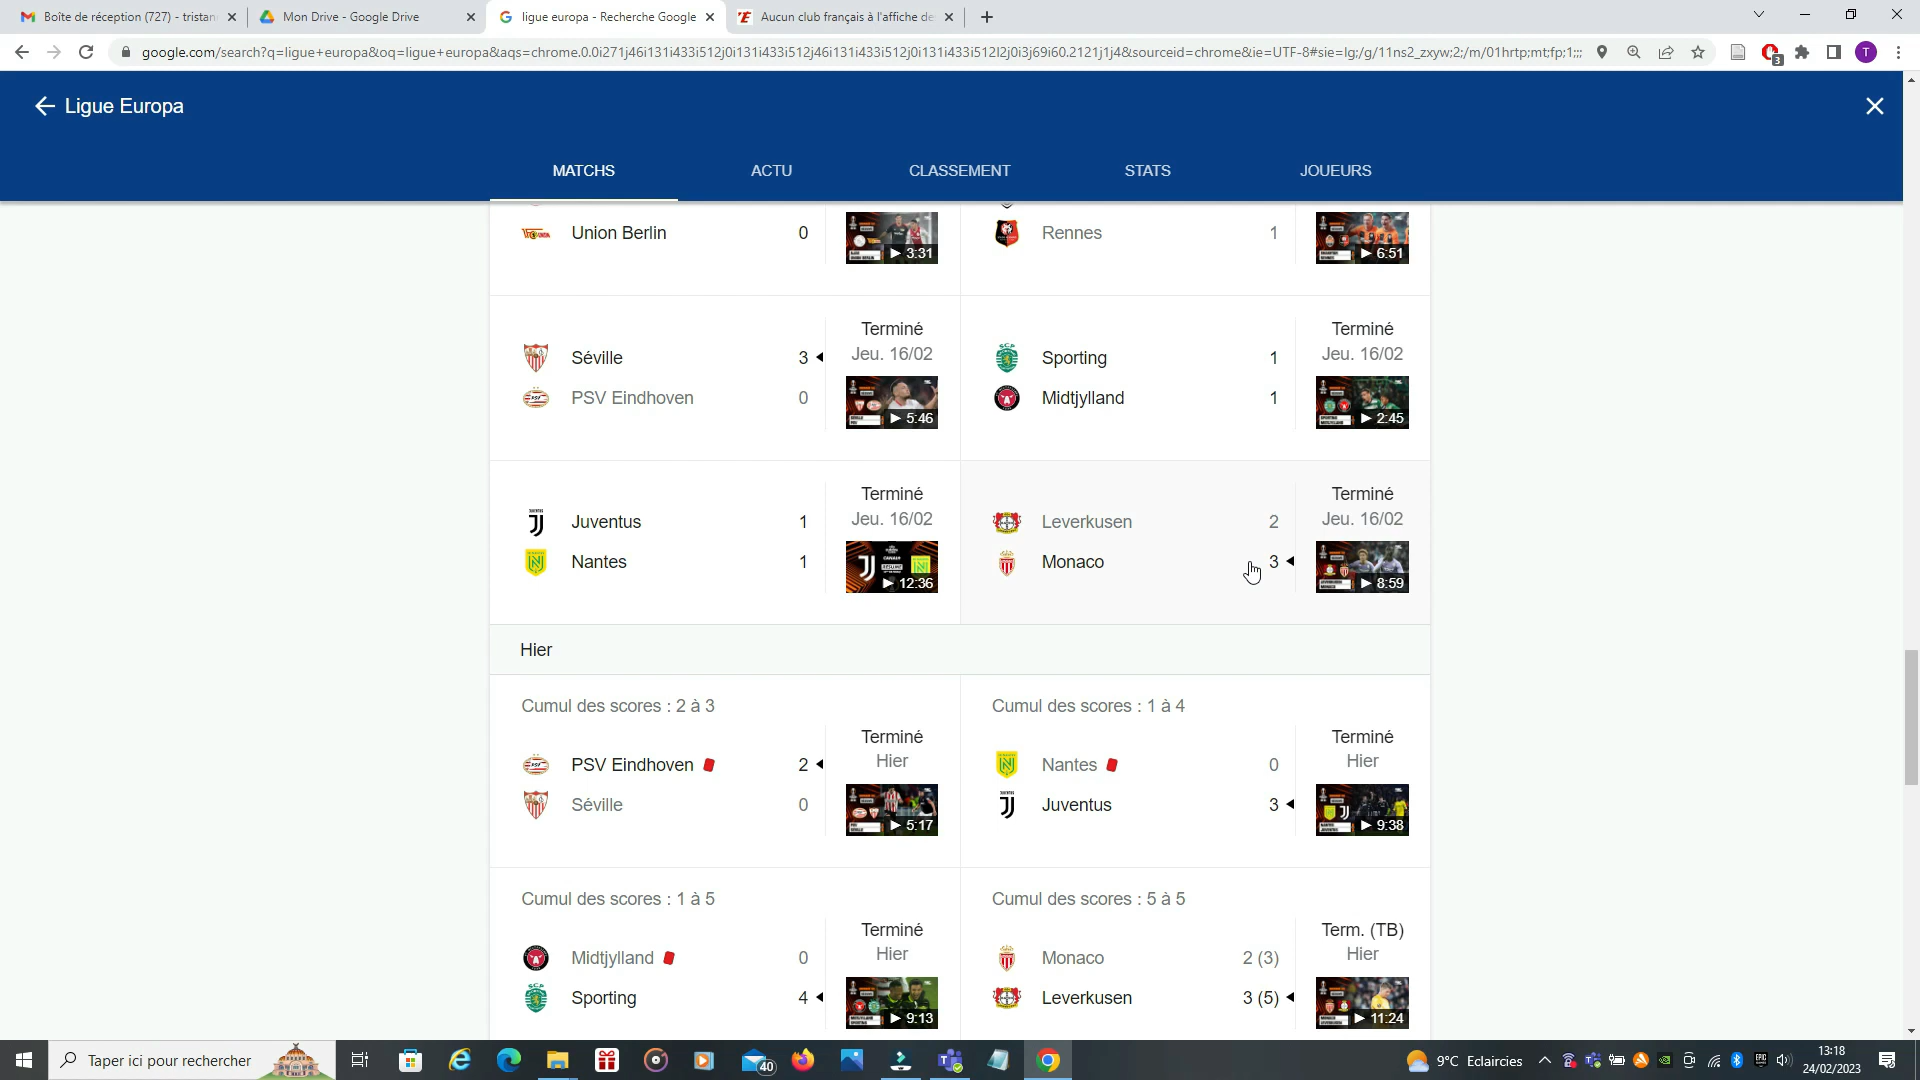 Boîte de réception (727) - tristan
Mon Drive - Google Drive
ligue europa - Recherche Google
Aucun club français à l'affiche de
google.com/search?q=ligue+europa&oq=ligue+europa&aqs=chrome.0.0i271j46i131i433i512j0i131i433i512j46i131i433i512j0i131i433i512l2j0i3j69i60.2121j1j4&sourceid=chrome&ie=UTF-8#sie=lg;/g/11ns2_zxyw;2;/m/01hrtp;mt;fp;1;;;
3
T
Ligue Europa
MATCHS ACTU CLASSEMENT STATS JOUEURS
Union Berlin 0
3:31
Rennes 1
6:51
Terminé
Jeu. 16/02
Séville 3
PSV Eindhoven 0
5:46
Terminé
Jeu. 16/02
Sporting 1
Midtjylland 1
2:45
Terminé
Jeu. 16/02
Juventus 1
Nantes 1
12:36
Terminé
Jeu. 16/02
Leverkusen 2
Monaco 3
8:59
Hier
Cumul des scores : 2 à 3
Terminé
Hier
PSV Eindhoven 2
Séville 0
5:17
Cumul des scores : 1 à 4
Terminé
Hier
Nantes 0
Juventus 3
9:38
Cumul des scores : 1 à 5
Terminé
Hier
Midtjylland 0
Sporting 4
9:13
Cumul des scores : 5 à 5
Term. (TB)
Hier
Monaco 2 (3)
Leverkusen 3 (5)
11:24
Taper ici pour rechercher
40
9°C Eclaircies
13:18
24/02/2023